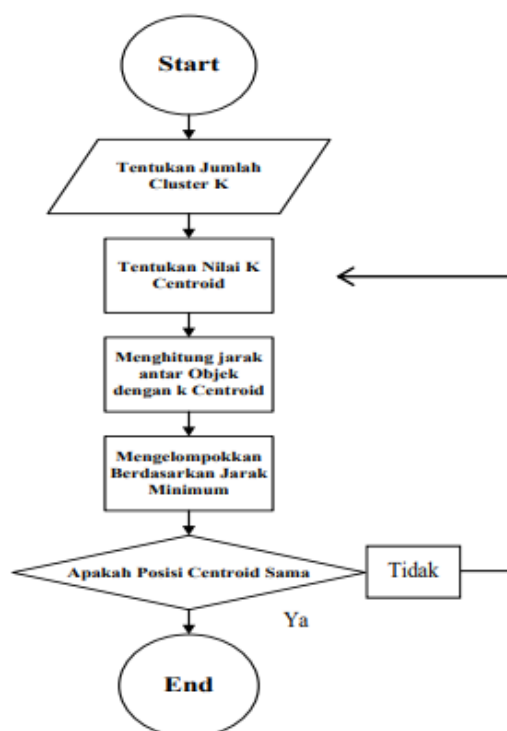 Start
Tentukan Jumlah
Cluster K
Tentukan Nilai K
Centroid
Menghitung jarak
antar Objek
dengan k Centroid
Mengelompokkan
Berdasarkan Jarak
Minimum
Apakah Posisi Centroid Sama
Tidak
Ya
End